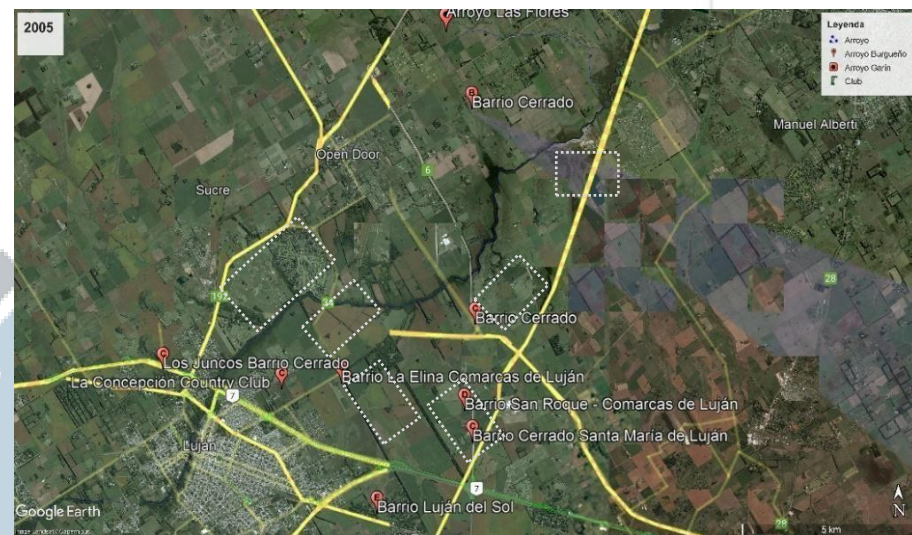 2005
Arroyo Las Flores
Leyenda
Arroyo
Arroyo Burgueño
Arroyo Garín
Club
Barrio Cerrado
Manuel Alberti
Open Door
6
Sucre
28
192
34
Barrio Cerrado
Los Juncos Barrio Cerrado
La Concepción Country Club
Barrio La Elina Comarcas de Luján
7
Barrio San Roque - Comarcas de Luján
Barrio Cerrado Santa María de Luján
Luján
7
Barrio Luján del Sol
Google Earth
N
5 km
28